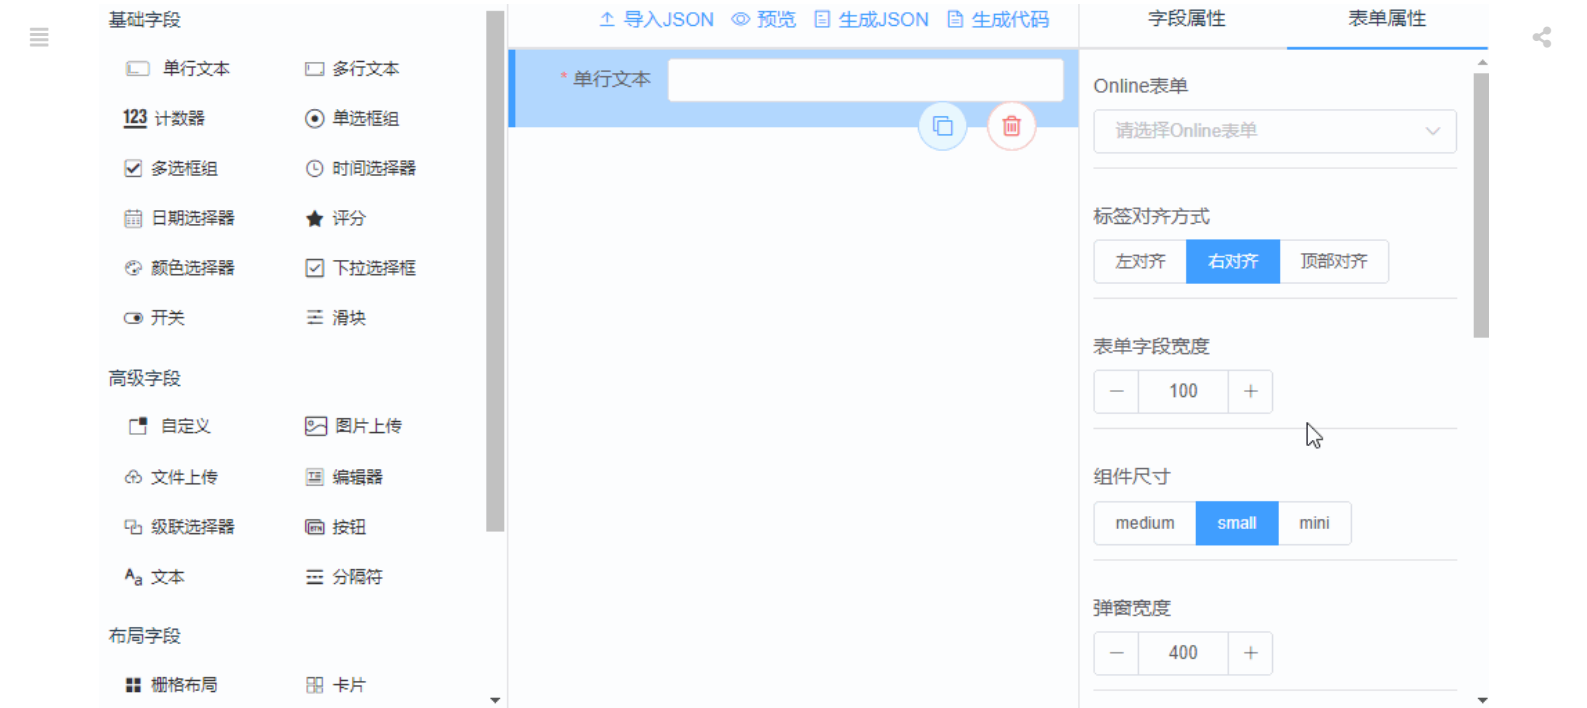 基础字段
单行文本
多行文本
123 计数器
单选框组
多选框组
时间选择器
日期选择器
评分
颜色选择器
下拉选择框
开关
滑块
高级字段
自定义
图片上传
文件上传
编辑器
级联选择器
BTN 按钮
Aa 文本
分隔符
布局字段
栅格布局
卡片
导入JSON 预览 生成JSON 生成代码
* 单行文本
字段属性 表单属性
Online表单
请选择Online表单
标签对齐方式
左对齐 右对齐 顶部对齐
表单字段宽度
100
组件尺寸
medium small mini
弹窗宽度
400